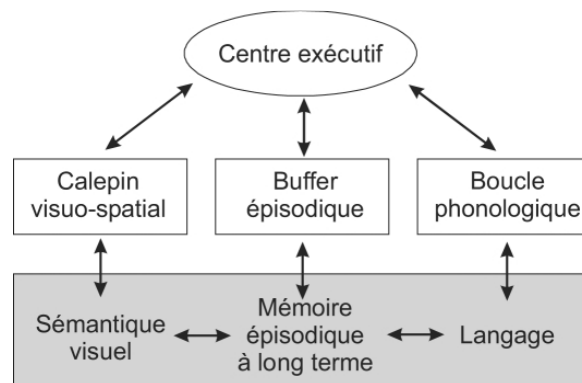 Centre exécutif
Calepin
visuo-spatial
Buffer
épisodique
Boucle
phonologique
Sémantique
visuel
Mémoire
épisodique
à long terme
Langage